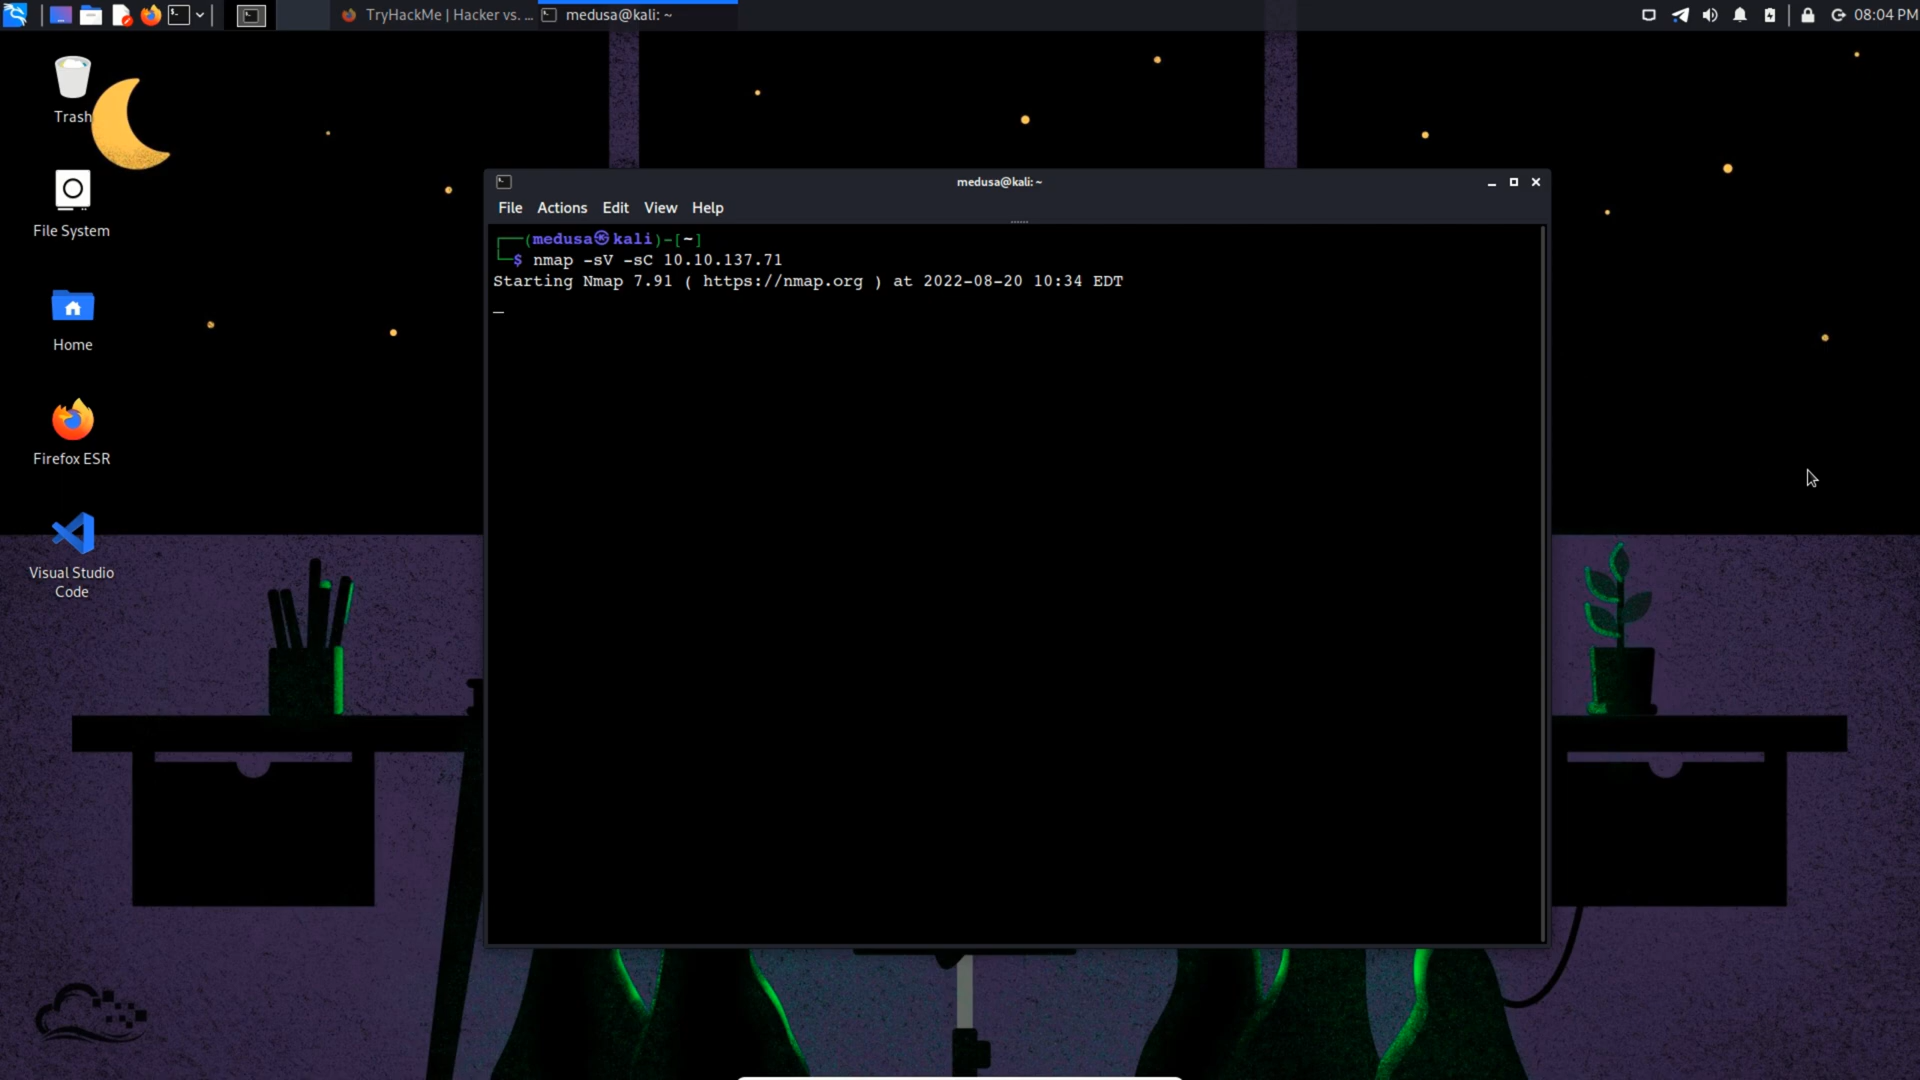 TryHackMe | Hacker vs. ...
medusa@kali: ~
08:04 PM
Trash
File System
Home
Firefox ESR
Visual Studio
Code
medusa@kali: ~
File Actions Edit View Help
┌──(medusa㉿kali)-[~]
└─$ nmap -sV -sC 10.10.137.71
Starting Nmap 7.91 ( https://nmap.org ) at 2022-08-20 10:34 EDT